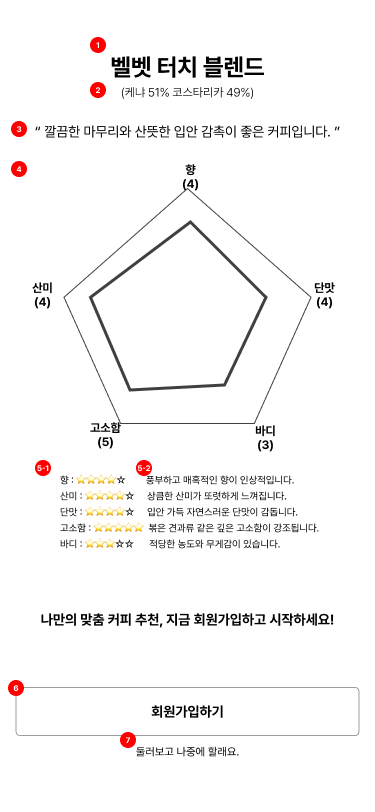 1
벨벳 터치 블렌드
2
(케냐 51% 코스타리카 49%)
3
“ 깔끔한 마무리와 산뜻한 입안 감촉이 좋은 커피입니다. ”
4
향
(4)
산미
(4)
단맛
(4)
고소함
(5)
바디
(3)
5-1
5-2
향 : ⭐⭐⭐⭐☆ 풍부하고 매혹적인 향이 인상적입니다.
산미 : ⭐⭐⭐⭐☆ 상큼한 산미가 또렷하게 느껴집니다.
단맛 : ⭐⭐⭐⭐☆ 입안 가득 자연스러운 단맛이 감돕니다.
고소함 : ⭐⭐⭐⭐⭐ 볶은 견과류 같은 깊은 고소함이 강조됩니다.
바디 : ⭐⭐⭐☆☆ 적당한 농도와 무게감이 있습니다.
나만의 맞춤 커피 추천, 지금 회원가입하고 시작하세요!
6
회원가입하기
7
둘러보고 나중에 할래요.